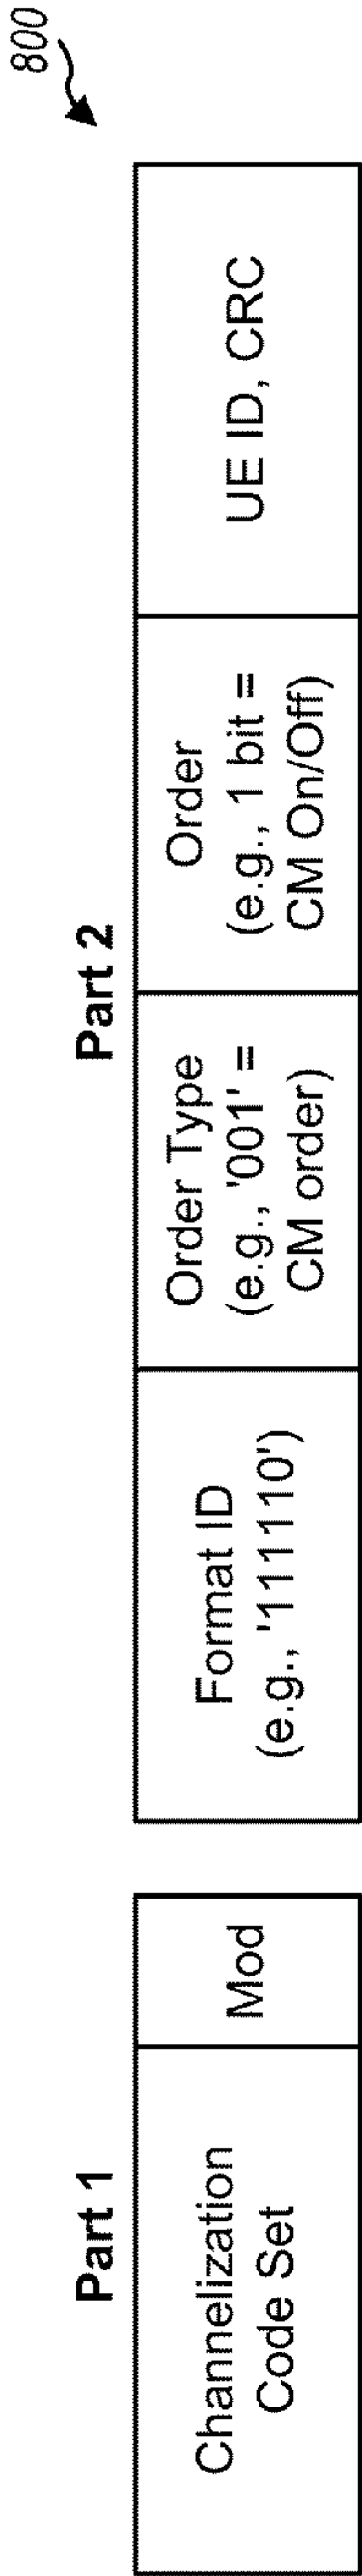 800
Part 1
Channelization
Code Set
Mod
Part 2
Format ID
(e.g., '111110')
Order Type
(e.g., '001' =
CM order)
Order
(e.g., 1 bit =
CM On/Off)
UE ID, CRC